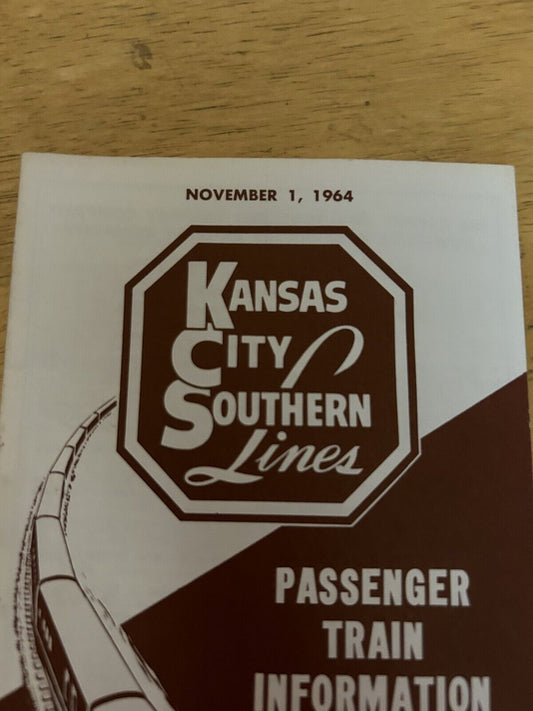 NOVEMBER 1, 1964
KANSAS
CITY
SOUTHERN
Lines
PASSENGER
TRAIN
INFORMATION